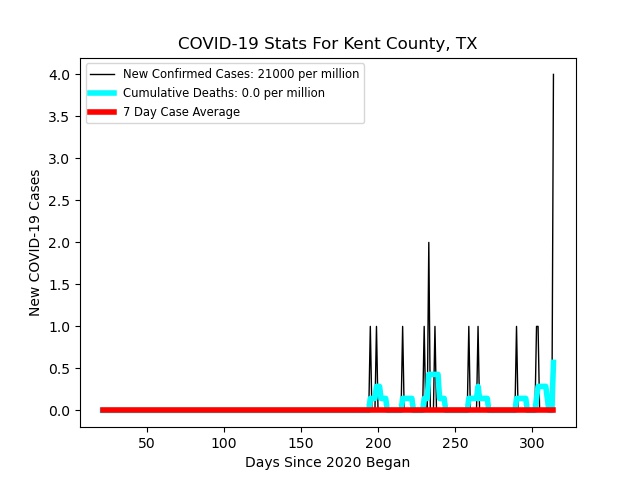 COVID-19 Stats For Kent County, TX
New Confirmed Cases: 21000 per million
Cumulative Deaths: 0.0 per million
7 Day Case Average
4.0
3.5
3.0
2.5
2.0
1.5
1.0
0.5
0.0
New COVID-19 Cases
50 100 150 200 250 300
Days Since 2020 Began